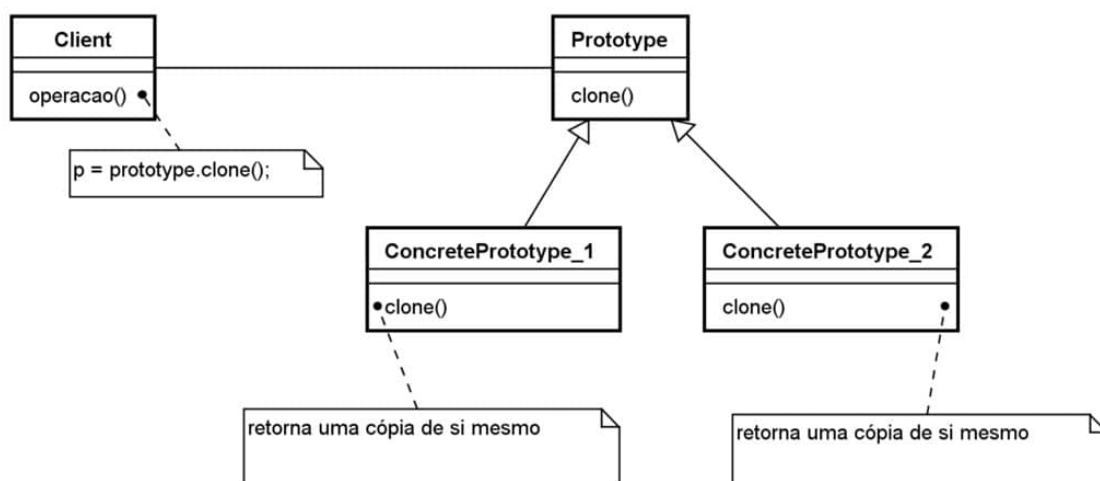 Client
Prototype
operacao()
clone()
p = prototype.clone();
ConcretePrototype_1
ConcretePrototype_2
clone()
clone()
retorna uma cópia de si mesmo
retorna uma cópia de si mesmo